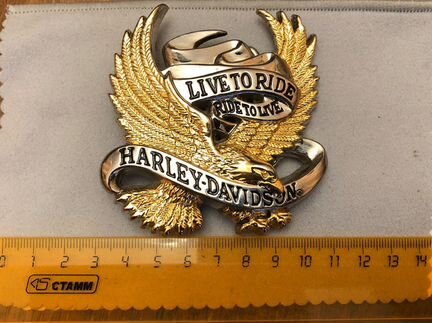 LIVE TO RIDE
RIDE TO LIVE
HARLEY-DAVIDSON®
0 1 2 3 4 5 6 7 8 9 10 11 12 13 14
СТАММ